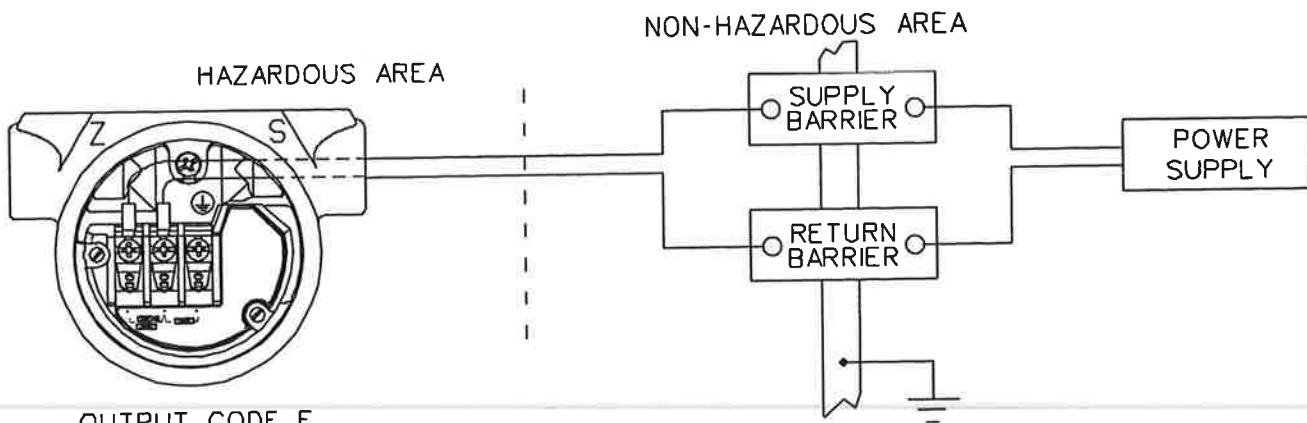 NON-HAZARDOUS AREA
HAZARDOUS AREA
SUPPLY
BARRIER
POWER
SUPPLY
Z
S
RETURN
BARRIER